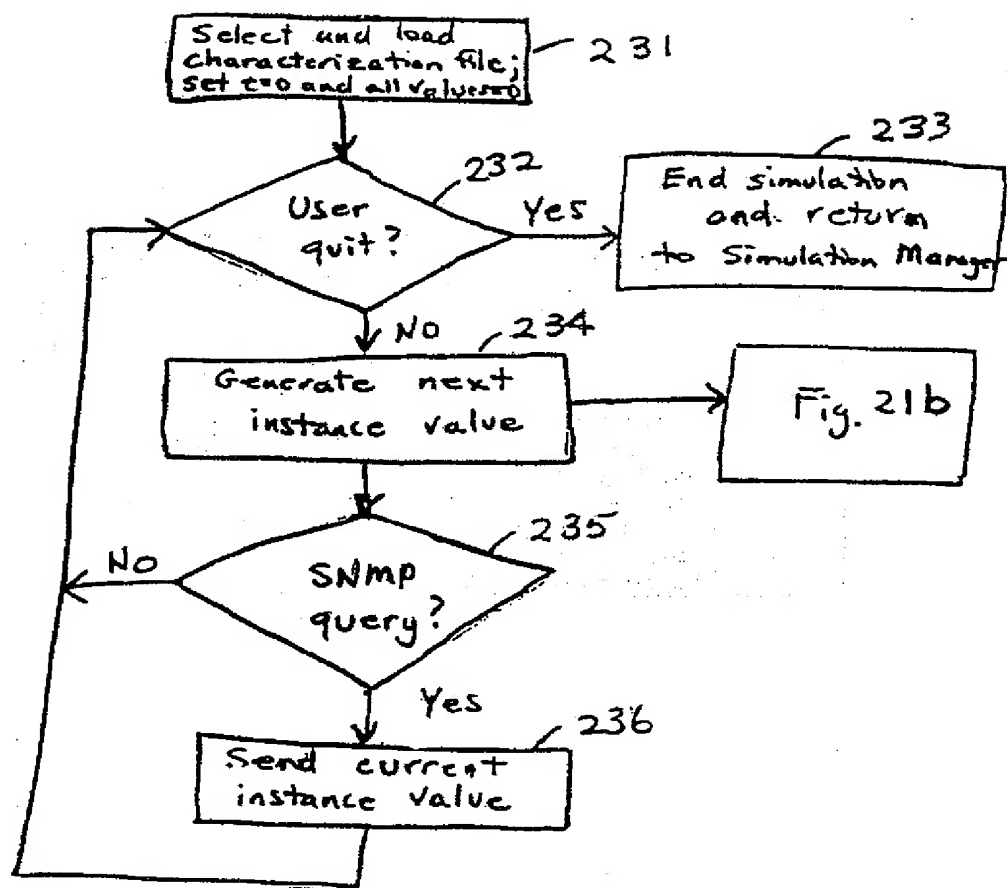 Select and load
characterization file;
set t=0 and all values=0
231
232
User
quit?
Yes
233
End simulation
and return
to Simulation Manager
No
234
Generate next
instance value
Fig. 21b
235
No
SNMP
query?
Yes
236
Send current
instance value